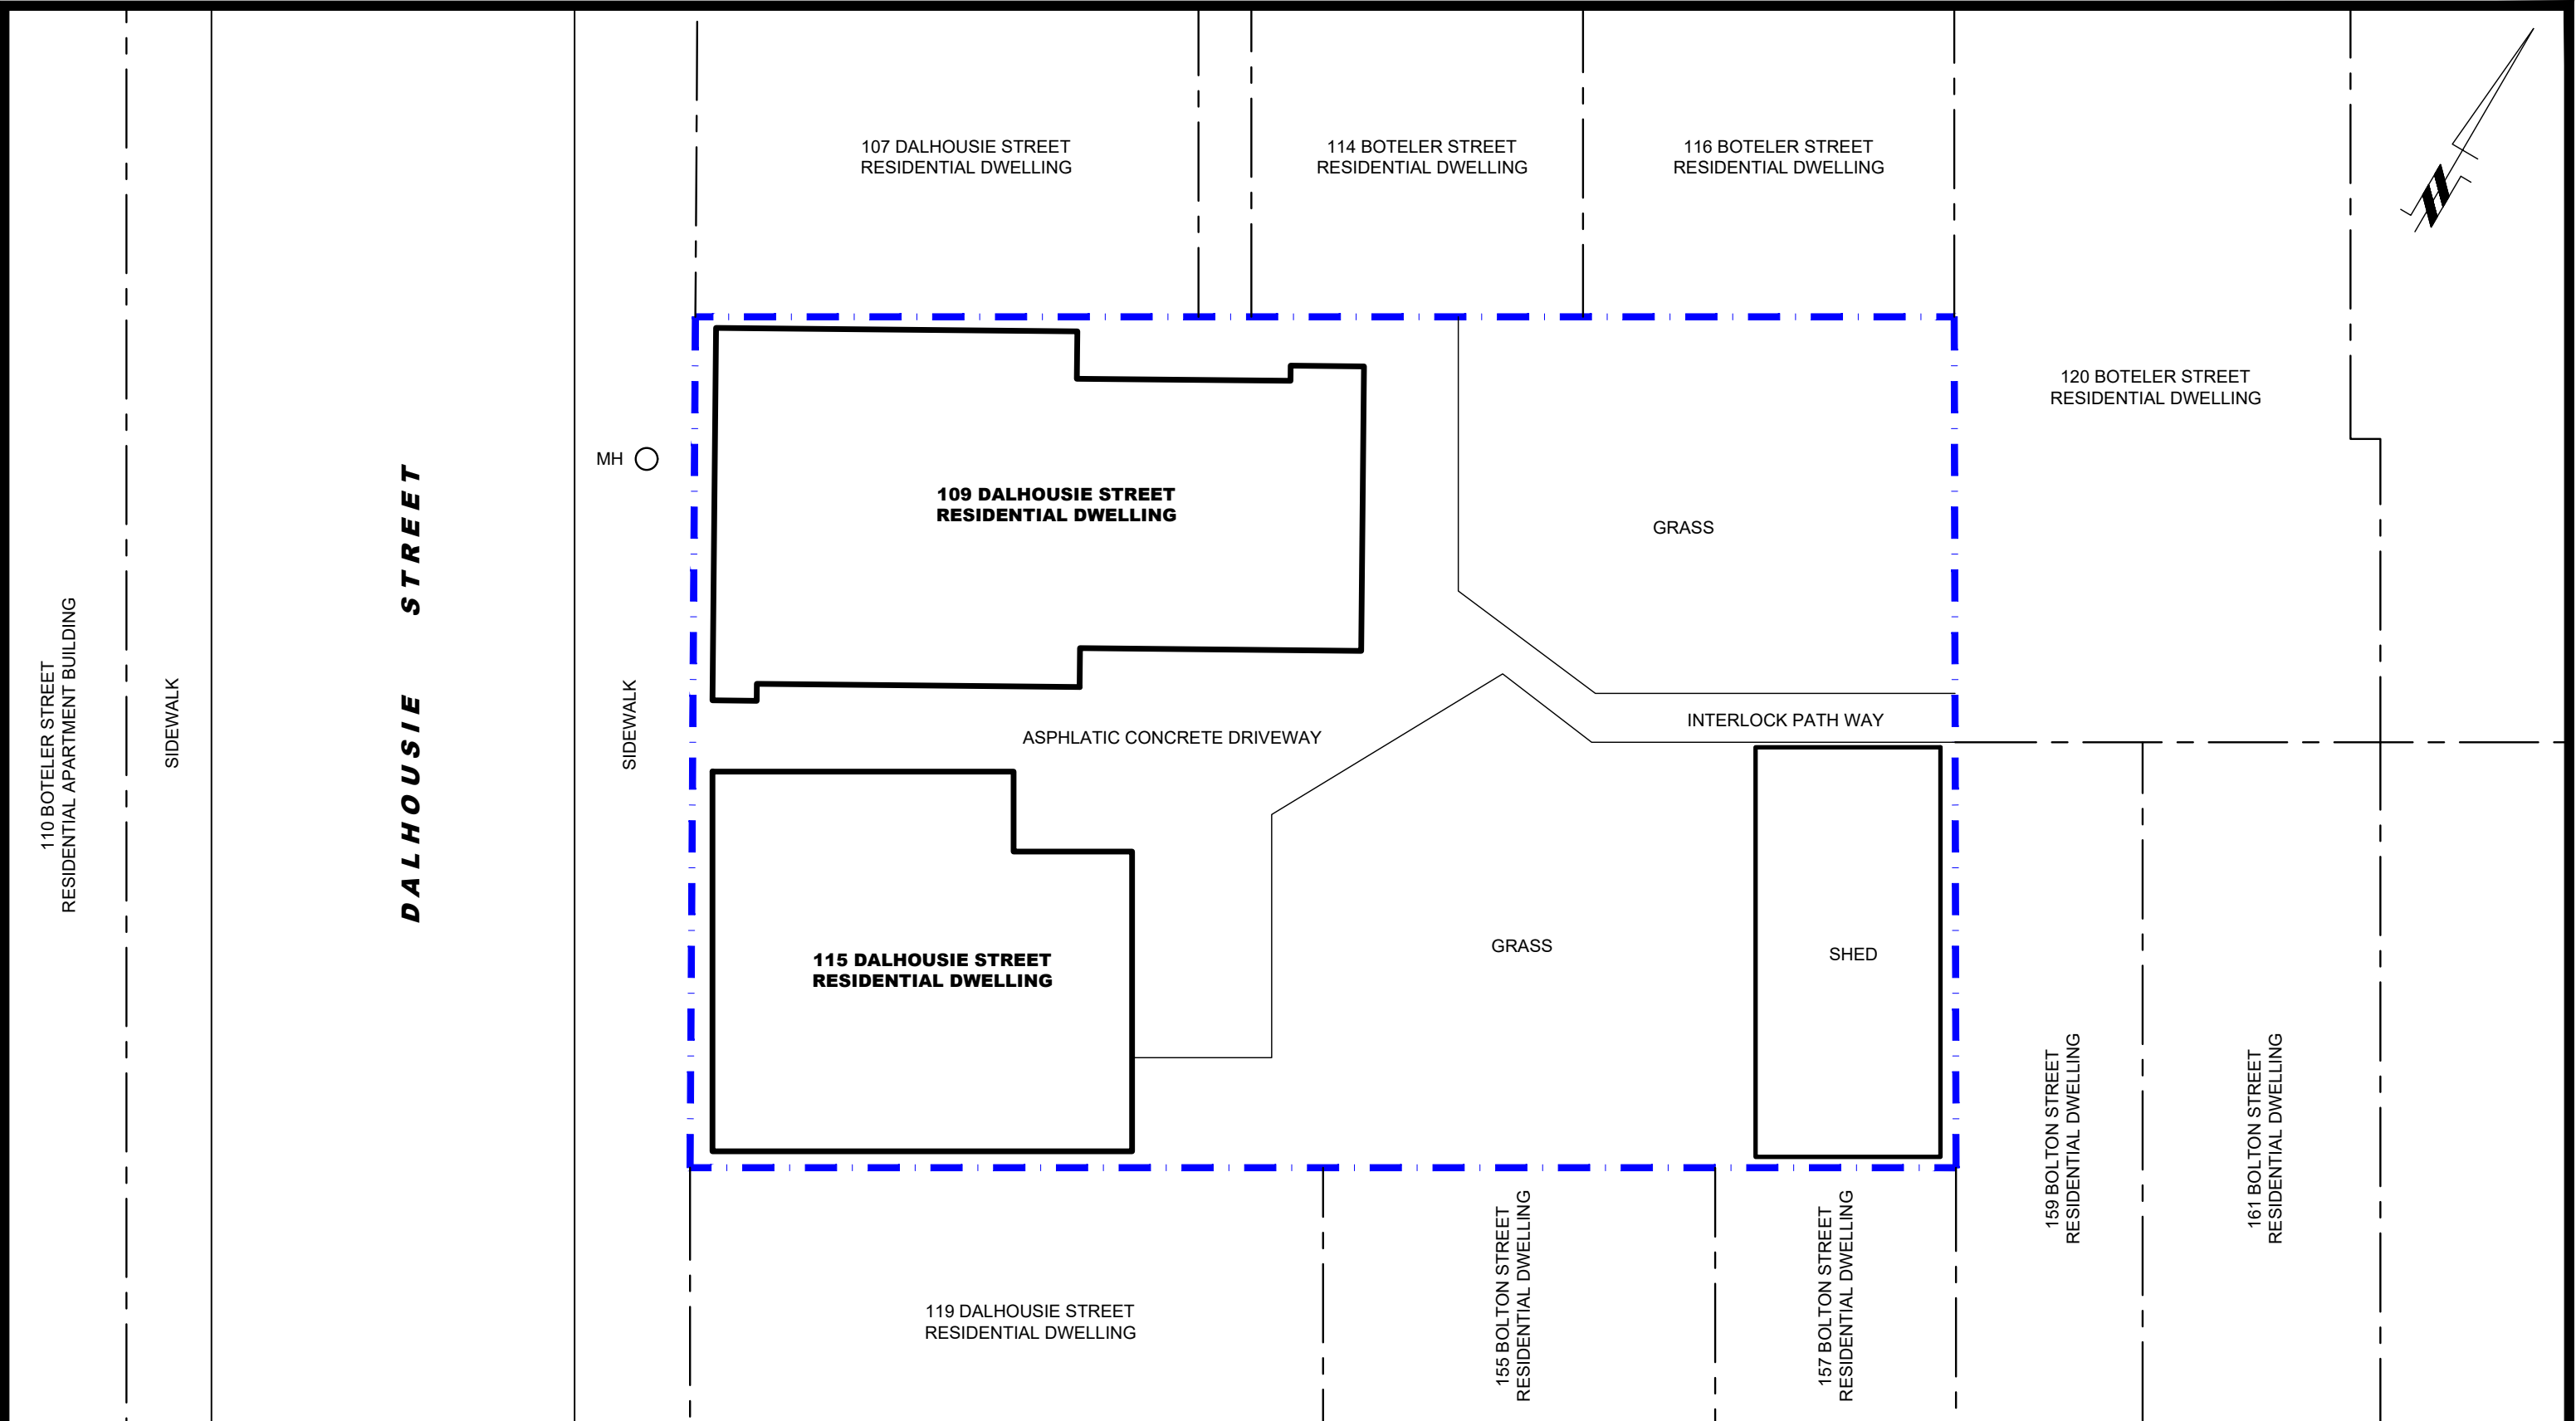 107 DALHOUSIE STREET
RESIDENTIAL DWELLING
114 BOTELER STREET
RESIDENTIAL DWELLING
116 BOTELER STREET
RESIDENTIAL DWELLING
120 BOTELER STREET
RESIDENTIAL DWELLING
MH
109 DALHOUSIE STREET
RESIDENTIAL DWELLING
GRASS
110 BOTELER STREET
RESIDENTIAL APARTMENT BUILDING
SIDEWALK
DALHOUSIE STREET
SIDEWALK
ASPHLATIC CONCRETE DRIVEWAY
INTERLOCK PATH WAY
115 DALHOUSIE STREET
RESIDENTIAL DWELLING
GRASS
SHED
159 BOLTON STREET
RESIDENTIAL DWELLING
161 BOLTON STREET
RESIDENTIAL DWELLING
119 DALHOUSIE STREET
RESIDENTIAL DWELLING
155 BOLTON STREET
RESIDENTIAL DWELLING
157 BOLTON STREET
RESIDENTIAL DWELLING